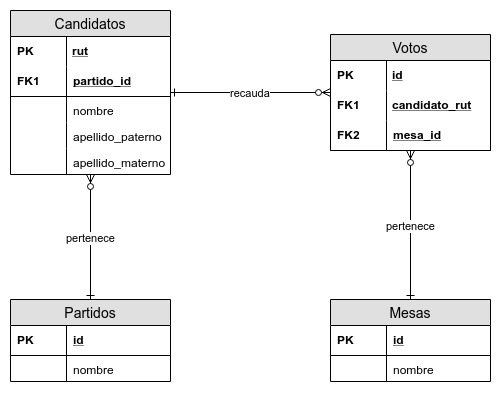 Candidatos
PK rut
FK1 partido_id
nombre
apellido_paterno
apellido_materno
recauda
Votos
PK id
FK1 candidato_rut
FK2 mesa_id
pertenece
pertenece
Partidos
PK id
nombre
Mesas
PK id
nombre